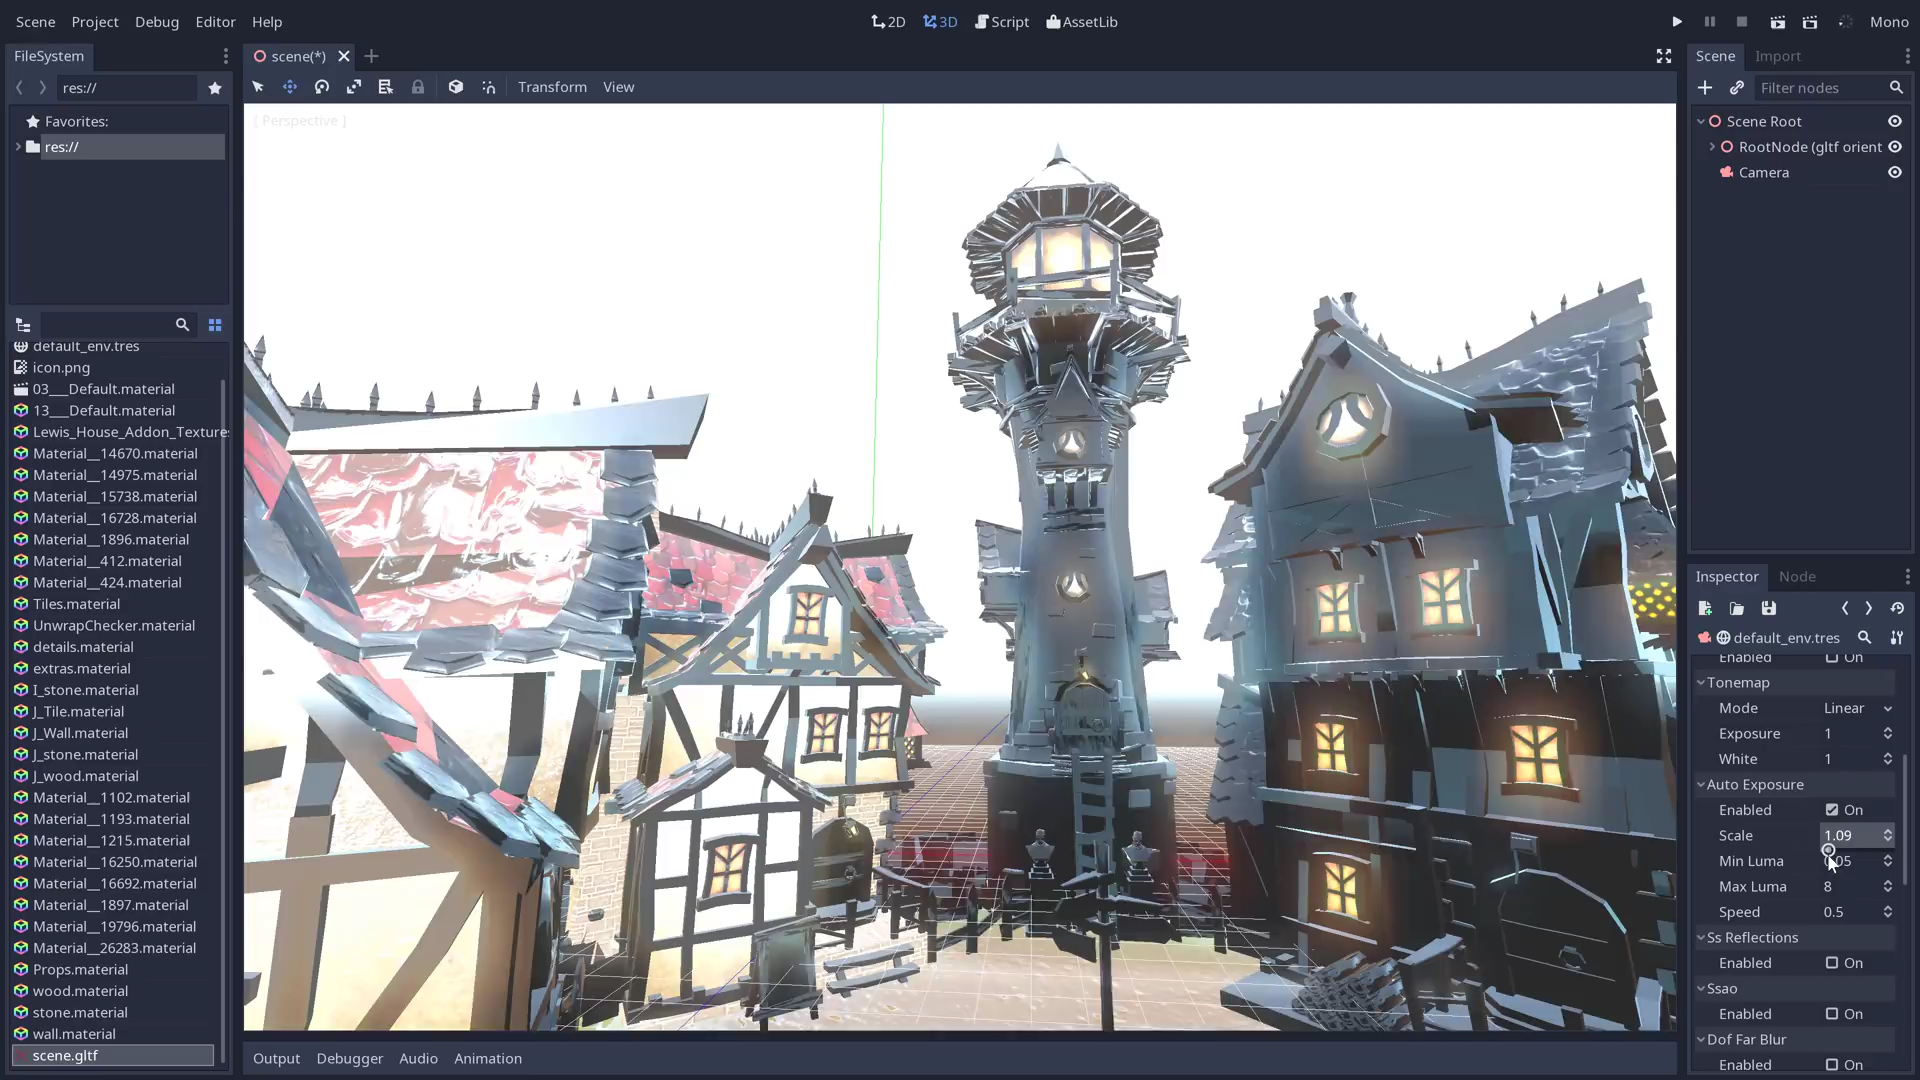 Scene Project Debug Editor Help
2D 3D Script AssetLib
Mono
FileSystem
scene(*)
Scene Import
res://
Transform View
Filter nodes
Favorites:
res://
[ Perspective ]
Scene Root
RootNode (gltf orient
Camera
default_env.tres
icon.png
03___Default.material
13___Default.material
Lewis_House_Addon_Textures
Material__14670.material
Material__14975.material
Material__15738.material
Material__16728.material
Material__1896.material
Material__412.material
Material__424.material
Tiles.material
UnwrapChecker.material
details.material
extras.material
I_stone.material
J_Tile.material
J_Wall.material
J_stone.material
J_wood.material
Material__1102.material
Material__1193.material
Material__1215.material
Material__16250.material
Material__16692.material
Material__1897.material
Material__19796.material
Material__26283.material
Props.material
wood.material
stone.material
wall.material
scene.gltf
Output Debugger Audio Animation
Inspector Node
default_env.tres
Enabled On
Tonemap
Mode Linear
Exposure 1
White 1
Auto Exposure
Enabled On
Scale 1.09
Min Luma
Max Luma 8
Speed 0.5
Ss Reflections
Enabled On
Ssao
Enabled On
Dof Far Blur
Enabled On